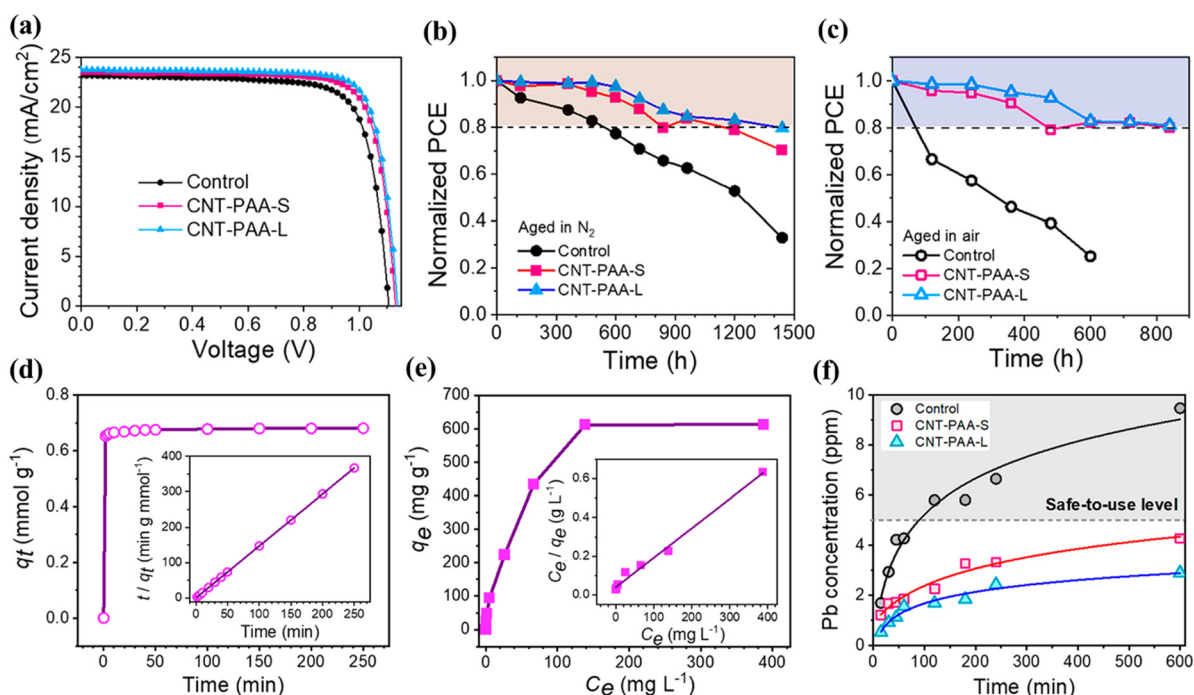 (a)
Current density (mA/cm²)
25
20
15
10
5
0
Control
CNT-PAA-S
CNT-PAA-L
0.0 0.2 0.4 0.6 0.8 1.0
Voltage (V)
(b)
Normalized PCE
1.0
0.8
0.6
0.4
0.2
0.0
Aged in N₂
Control
CNT-PAA-S
CNT-PAA-L
0 300 600 900 1200 1500
Time (h)
(c)
Normalized PCE
1.0
0.8
0.6
0.4
0.2
0.0
Aged in air
Control
CNT-PAA-S
CNT-PAA-L
0 200 400 600 800
Time (h)
(d)
qt (mmol g⁻¹)
0.8
0.6
0.4
0.2
0.0
t / qt (min g mmol⁻¹)
400
300
200
100
0
0 50 100 150 200 250
Time (min)
0 50 100 150 200 250
Time (min)
(e)
qe (mg g⁻¹)
700
600
500
400
300
200
100
0
Ce / qe (g L⁻¹)
0.8
0.6
0.4
0.2
0.0
0 100 200 300 400
Ce (mg L⁻¹)
0 100 200 300 400
Ce (mg L⁻¹)
(f)
Pb concentration (ppm)
10
8
6
4
2
0
Control
CNT-PAA-S
CNT-PAA-L
Safe-to-use level
0 100 200 300 400 500 600
Time (min)